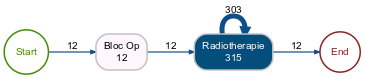 303
Start
12
Bloc Op
12
12
Radiotherapie
315
12
End